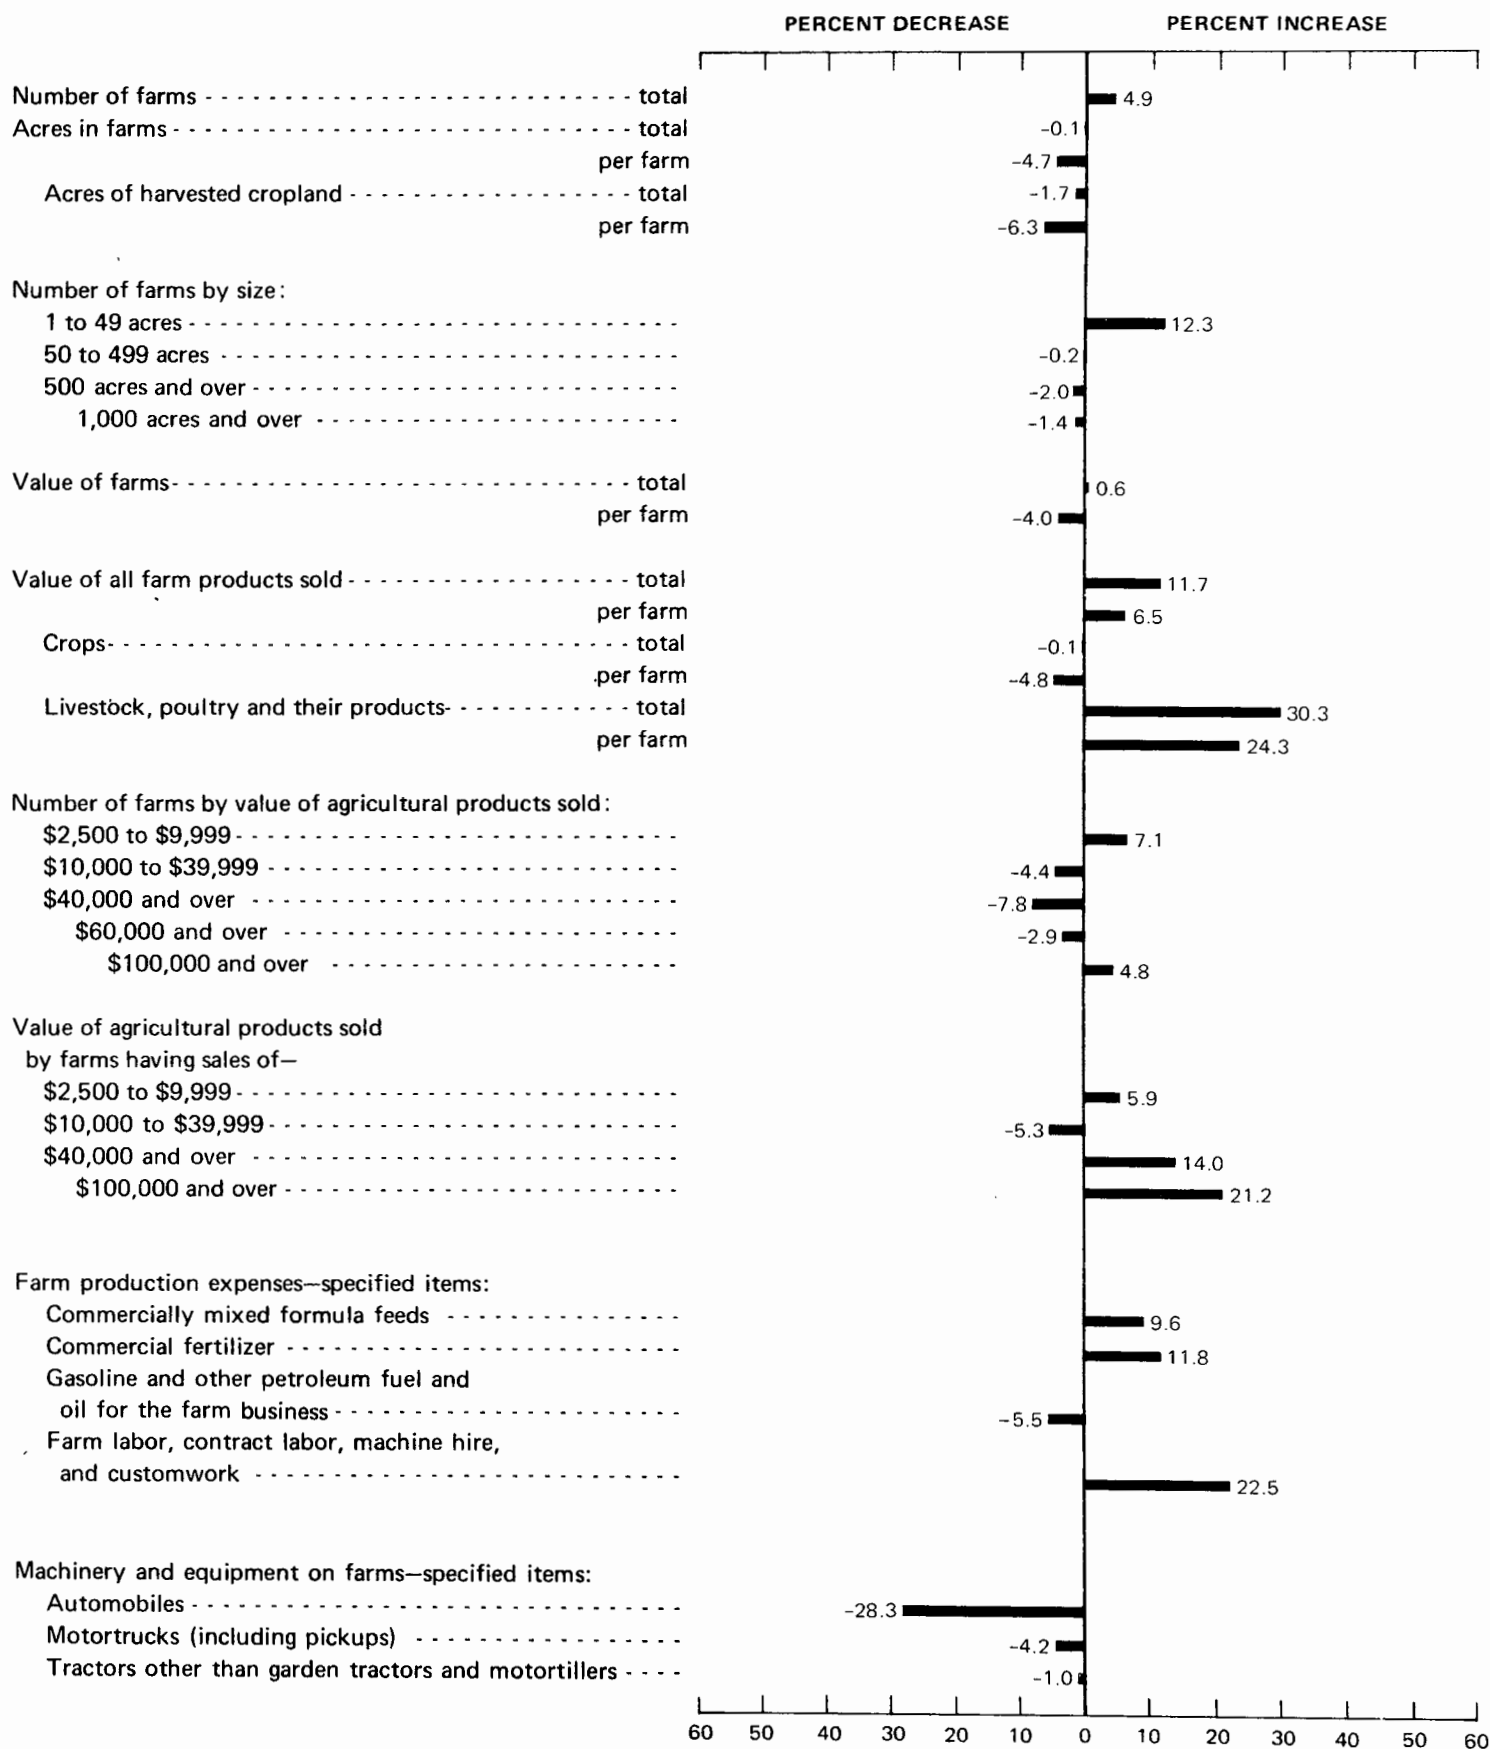 PERCENT DECREASE PERCENT INCREASE
Number of farms - - - - - - - - - - - - - - - - - - - - - - - - - - - total 4.9
Acres in farms - - - - - - - - - - - - - - - - - - - - - - - - - - - - total -0.1
per farm -4.7
Acres of harvested cropland - - - - - - - - - - - - - - - - - - total -1.7
per farm -6.3
Number of farms by size:
1 to 49 acres - - - - - - - - - - - - - - - - - - - - - - - - - - - - - - - 12.3
50 to 499 acres - - - - - - - - - - - - - - - - - - - - - - - - - - - - - -0.2
500 acres and over - - - - - - - - - - - - - - - - - - - - - - - - - - - -2.0
1,000 acres and over - - - - - - - - - - - - - - - - - - - - - - - -1.4
Value of farms - - - - - - - - - - - - - - - - - - - - - - - - - - - - total 0.6
per farm -4.0
Value of all farm products sold - - - - - - - - - - - - - - - - - - total 11.7
per farm 6.5
Crops - - - - - - - - - - - - - - - - - - - - - - - - - - - - - - - - total -0.1
per farm -4.8
Livestock, poultry and their products - - - - - - - - - - - - total 30.3
per farm 24.3
Number of farms by value of agricultural products sold:
$2,500 to $9,999 - - - - - - - - - - - - - - - - - - - - - - - - - - - - 7.1
$10,000 to $39,999 - - - - - - - - - - - - - - - - - - - - - - - - - - -4.4
$40,000 and over - - - - - - - - - - - - - - - - - - - - - - - - - - - -7.8
$60,000 and over - - - - - - - - - - - - - - - - - - - - - - - - - -2.9
$100,000 and over - - - - - - - - - - - - - - - - - - - - - - 4.8
Value of agricultural products sold
by farms having sales of—
$2,500 to $9,999 - - - - - - - - - - - - - - - - - - - - - - - - - - - - 5.9
$10,000 to $39,999 - - - - - - - - - - - - - - - - - - - - - - - - - - -5.3
$40,000 and over - - - - - - - - - - - - - - - - - - - - - - - - - - - 14.0
$100,000 and over - - - - - - - - - - - - - - - - - - - - - - - - - 21.2
Farm production expenses—specified items:
Commercially mixed formula feeds - - - - - - - - - - - - - - - 9.6
Commercial fertilizer - - - - - - - - - - - - - - - - - - - - - - - - - 11.8
Gasoline and other petroleum fuel and
oil for the farm business - - - - - - - - - - - - - - - - - - - - - - -5.5
Farm labor, contract labor, machine hire,
and customwork - - - - - - - - - - - - - - - - - - - - - - - - - - - 22.5
Machinery and equipment on farms—specified items:
Automobiles - - - - - - - - - - - - - - - - - - - - - - - - - - - - - - - -28.3
Motortrucks (including pickups) - - - - - - - - - - - - - - - - - -4.2
Tractors other than garden tractors and motortillers - - - - -1.0
60 50 40 30 20 10 0 10 20 30 40 50 60